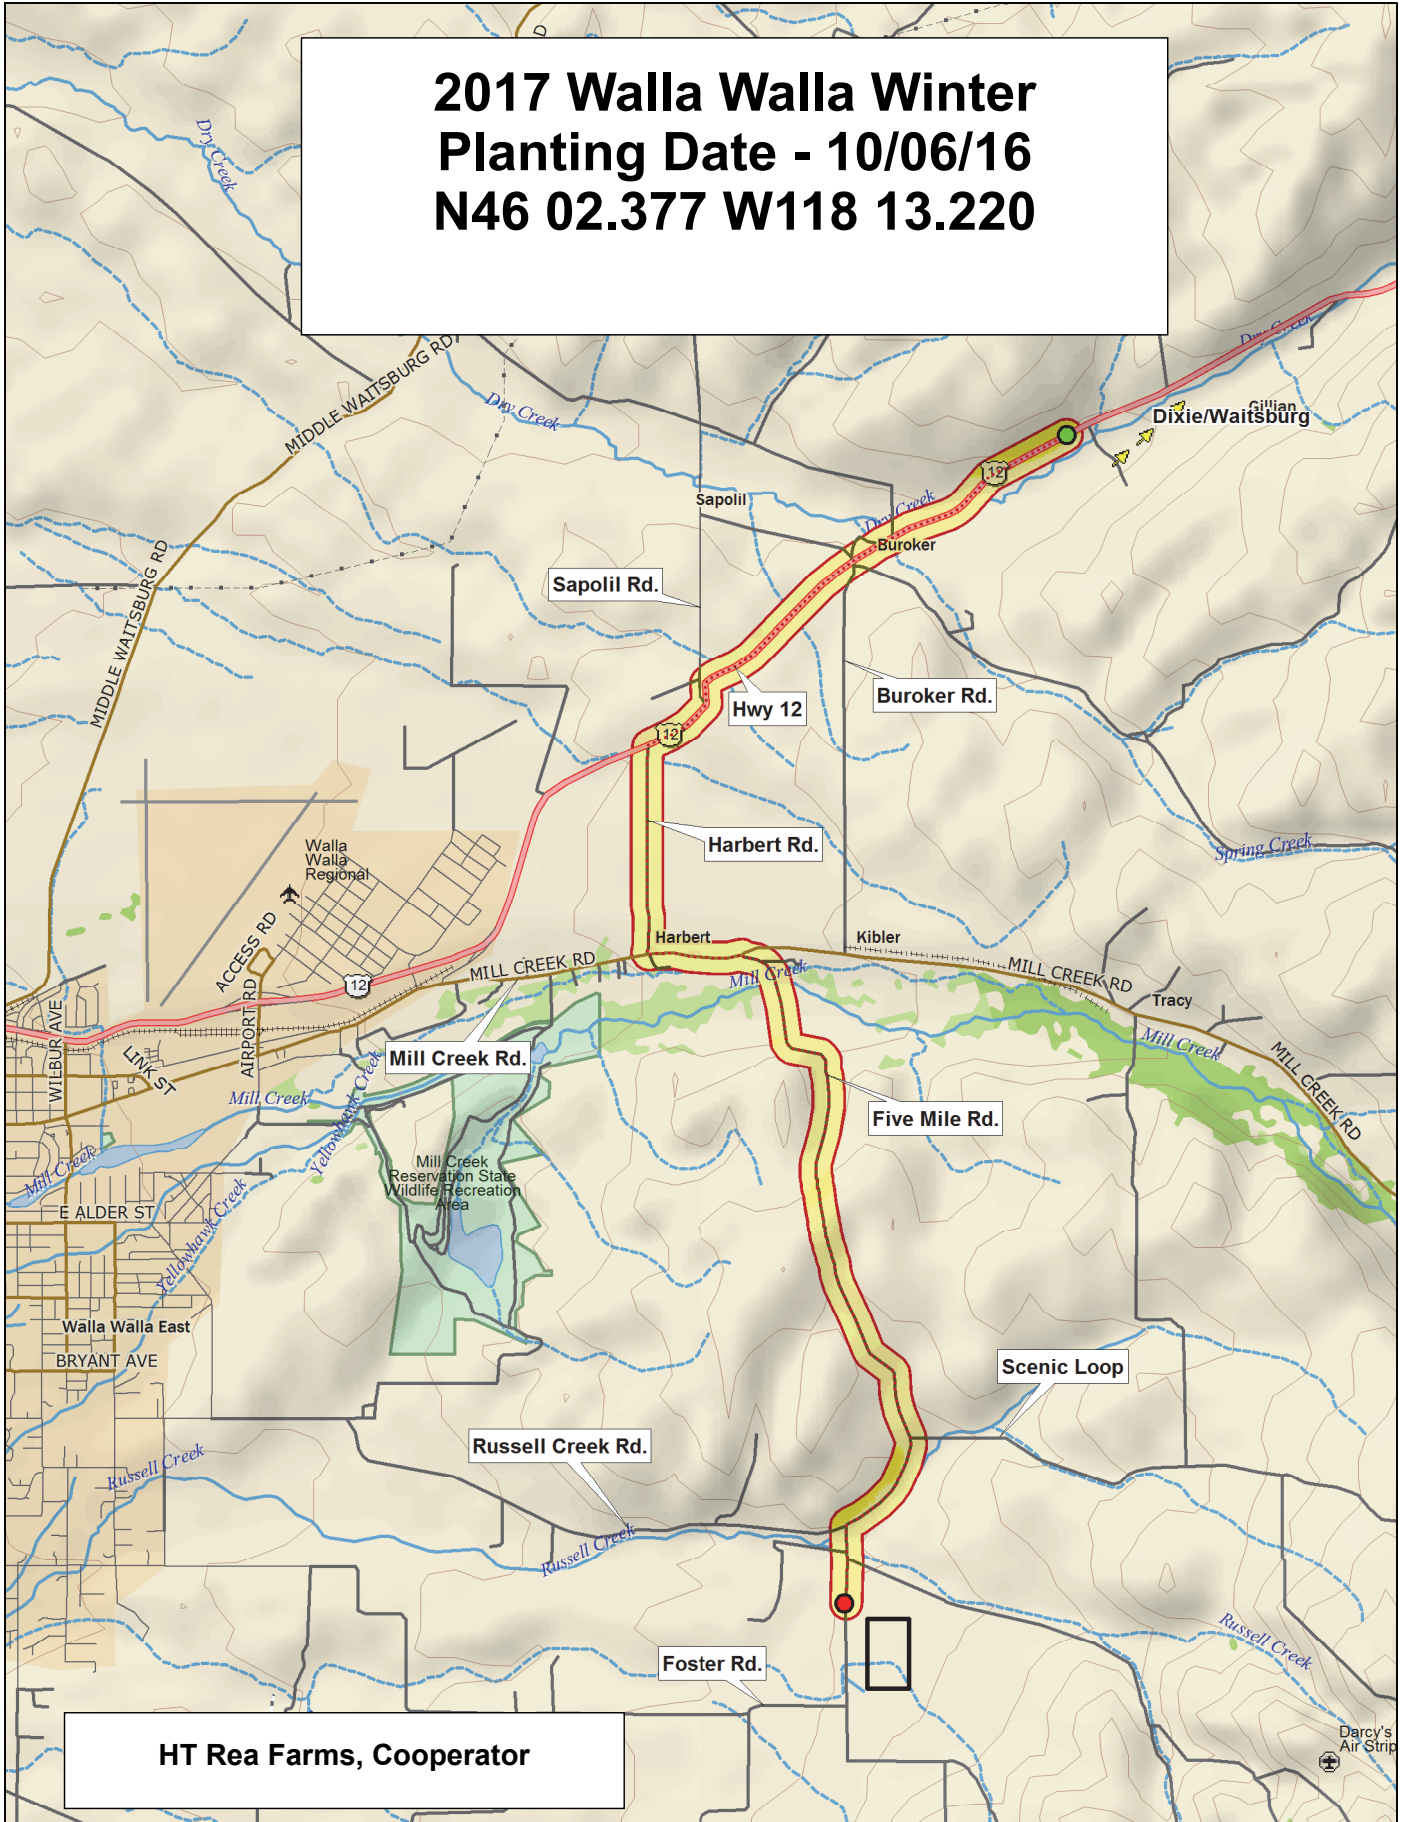 D
2017 Walla Walla Winter
Planting Date - 10/06/16
N46 02.377 W118 13.220
Dry Creek
Dry Creek
MIDDLE WAITSBURG RD
Dry Creek
Gillian
Dixie/Waitsburg
12
Sapolil
Dry Creek
Buroker
MIDDLE WAITSBURG RD
Sapolil Rd.
Buroker Rd.
Hwy 12
12
Harbert Rd.
Spring Creek
Walla
Walla
Regional
ACCESS RD
Harbert
Kibler
MILL CREEK RD
MILL CREEK RD
Mill Creek
12
Tracy
WILBUR AVE
AIRPORT RD
LINK ST
Mill Creek Rd.
Mill Creek
MILL CREEK RD
Mill Creek
Yellowhawk Creek
Five Mile Rd.
Mill Creek
Mill Creek
Reservation State
Wildlife Recreation
Area
E ALDER ST
Yellowhawk Creek
Walla Walla East
BRYANT AVE
Scenic Loop
Russell Creek Rd.
Russell Creek
Russell Creek
Russell Creek
Foster Rd.
Darcy's
Air Strip
HT Rea Farms, Cooperator